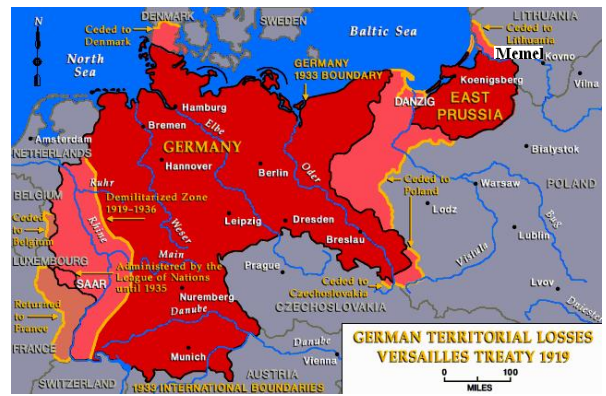 DENMARK
SWEDEN
LITHUANIA
Ceded to
Denmark
Baltic Sea
Ceded to
Lithuania
N
North
Sea
Memel
Kovno
GERMANY
1933 BOUNDARY
Koenigsberg
Vilna
DANZIG
EAST
PRUSSIA
Hamburg
Bremen
Elbe
GERMANY
Oder
Amsterdam
NETHERLANDS
Hannover
Berlin
Bialystok
Ceded to
Poland
Ruhr
BELGIUM
Demilitarized Zone
1919-1936
Warsaw
POLAND
Lodz
Bug
Ceded
to
Belgium
Rhine
Weser
Leipzig
Dresden
Breslau
Lublin
Vistula
LUXEMBOURG
Main
Administered by the
League of Nations
until 1935
Prague
Ceded to
Czechoslovakia
SAAR
Lvov
Nuremberg
CZECHOSLOVAKIA
Dniester
Returned
to
France
Danube
GERMAN TERRITORIAL LOSSES
VERSAILLES TREATY 1919
FRANCE
Danube
Munich
Vienna
0 100
MILES
AUSTRIA
SWITZERLAND
1933 INTERNATIONAL BOUNDARIES